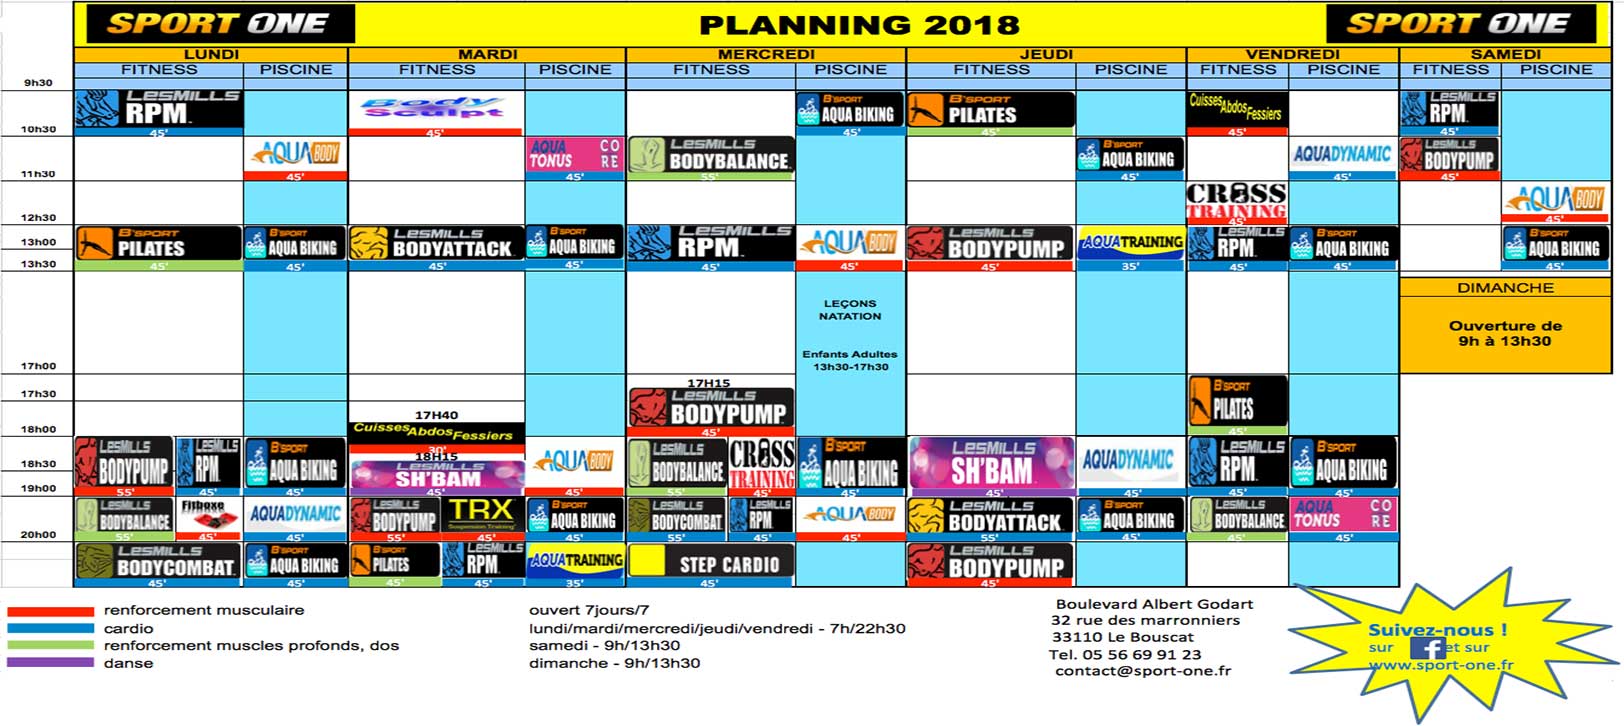 SPORT ONE PLANNING 2018 SPORT ONE
LUNDI MARDI MERCREDI JEUDI VENDREDI SAMEDI
FITNESS PISCINE FITNESS PISCINE FITNESS PISCINE FITNESS PISCINE FITNESS PISCINE FITNESS PISCINE
9h30
LESMILLS RPM 45'
Body Sculpt 45'
B'SPORT AQUA BIKING 45'
B'SPORT PILATES 45'
Cuisses Abdos Fessiers 45'
LESMILLS RPM 45'
10h30
AQUA BODY 45'
AQUA TONUS CO RE 45'
LESMILLS BODYBALANCE 55'
B'SPORT AQUA BIKING 45'
AQUADYNAMIC 45'
LESMILLS BODYPUMP 45'
11h30
CROSS TRAINING 45'
AQUA BODY 45'
12h30
B'SPORT PILATES 45'
B'SPORT AQUA BIKING 45'
LESMILLS BODYATTACK 45'
B'SPORT AQUA BIKING 45'
LESMILLS RPM 45'
AQUA BODY 45'
LESMILLS BODYPUMP 45'
AQUATRAINING 35'
LESMILLS RPM 45'
B'SPORT AQUA BIKING 45'
B'SPORT AQUA BIKING 45'
13h00
13h30
LEÇONS
NATATION
Enfants Adultes
13h30-17h30
DIMANCHE
Ouverture de
9h à 13h30
17h00
17H15
LESMILLS BODYPUMP 45'
B'SPORT PILATES 45'
17h30
17H40
Cuisses Abdos Fessiers 30'
18h00
LESMILLS BODYPUMP 55'
LESMILLS RPM 45'
B'SPORT AQUA BIKING 45'
18H15
LESMILLS SH'BAM 45'
AQUA BODY 45'
LESMILLS BODYBALANCE 55'
CROSS TRAINING 45'
B'SPORT AQUA BIKING 45'
LESMILLS SH'BAM 45'
AQUADYNAMIC 45'
LESMILLS RPM 45'
B'SPORT AQUA BIKING 45'
18h30
19h00
LESMILLS BODYBALANCE 55'
Fitboxe 45'
AQUADYNAMIC 45'
LESMILLS BODYPUMP 55'
TRX Suspension Training 45'
B'SPORT AQUA BIKING 45'
LESMILLS BODYCOMBAT 55'
LESMILLS RPM 45'
AQUA BODY 45'
LESMILLS BODYATTACK 55'
B'SPORT AQUA BIKING 45'
LESMILLS BODYBALANCE 45'
AQUA TONUS CO RE 45'
20h00
LESMILLS BODYCOMBAT 45'
B'SPORT AQUA BIKING 45'
B'SPORT PILATES 45'
LESMILLS RPM 45'
AQUATRAINING 35'
STEP CARDIO 45'
LESMILLS BODYPUMP 45'
renforcement musculaire
cardio
renforcement muscles profonds, dos
danse
ouvert 7jours/7
lundi/mardi/mercredi/jeudi/vendredi - 7h/22h30
samedi - 9h/13h30
dimanche - 9h/13h30
Boulevard Albert Godart
32 rue des marronniers
33110 Le Bouscat
Tel. 05 56 69 91 23
contact@sport-one.fr
Suivez-nous !
sur f et sur
www.sport-one.fr